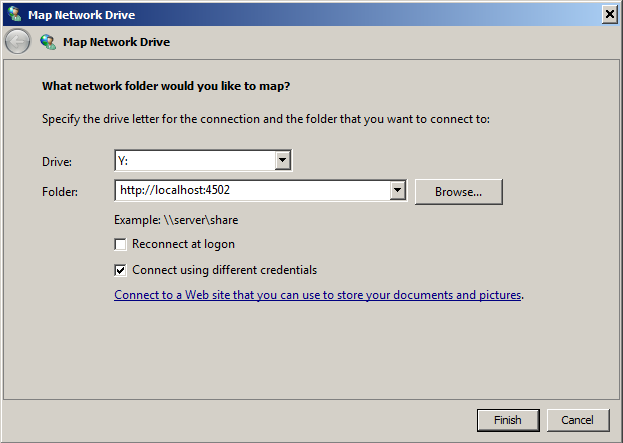 Map Network Drive
Map Network Drive
What network folder would you like to map?
Specify the drive letter for the connection and the folder that you want to connect to:
Drive: Y:
Folder: http://localhost:4502 Browse...
Example: \\server\share
Reconnect at logon
Connect using different credentials
Connect to a Web site that you can use to store your documents and pictures.
Finish Cancel